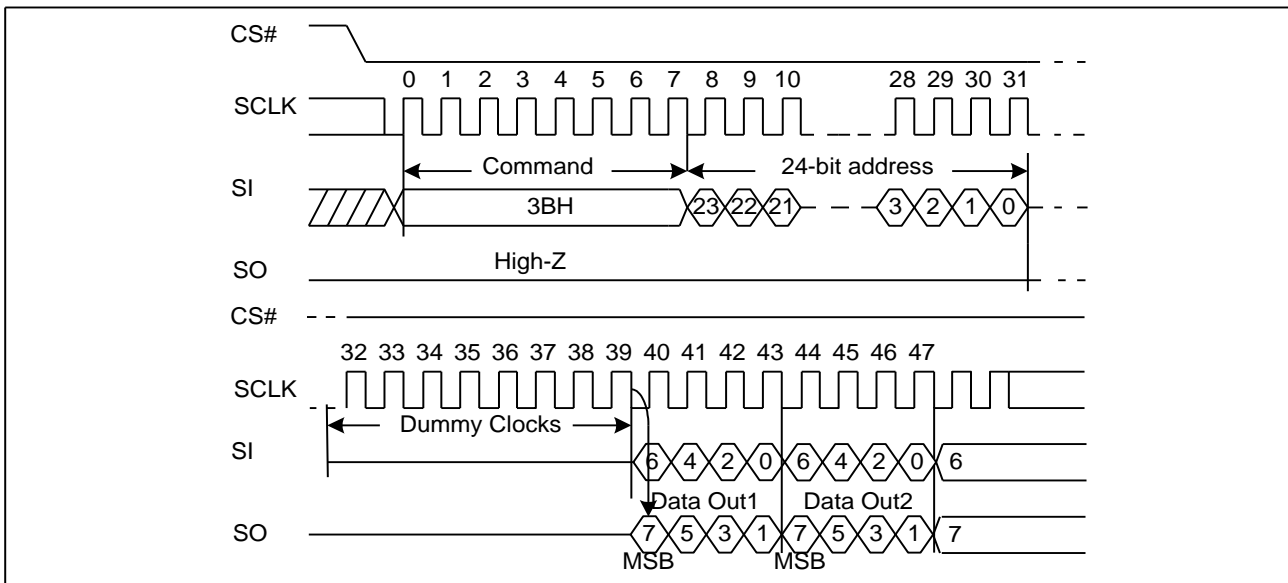 CS#
0 1 2 3 4 5 6 7 8 9 10 28 29 30 31
SCLK
Command 24-bit address
SI
3BH 23 22 21 3 2 1 0
High-Z
SO
CS#
32 33 34 35 36 37 38 39 40 41 42 43 44 45 46 47
SCLK
Dummy Clocks
SI
6 4 2 0 6 4 2 0 6
Data Out1 Data Out2
SO
7 5 3 1 7 5 3 1 7
MSB MSB